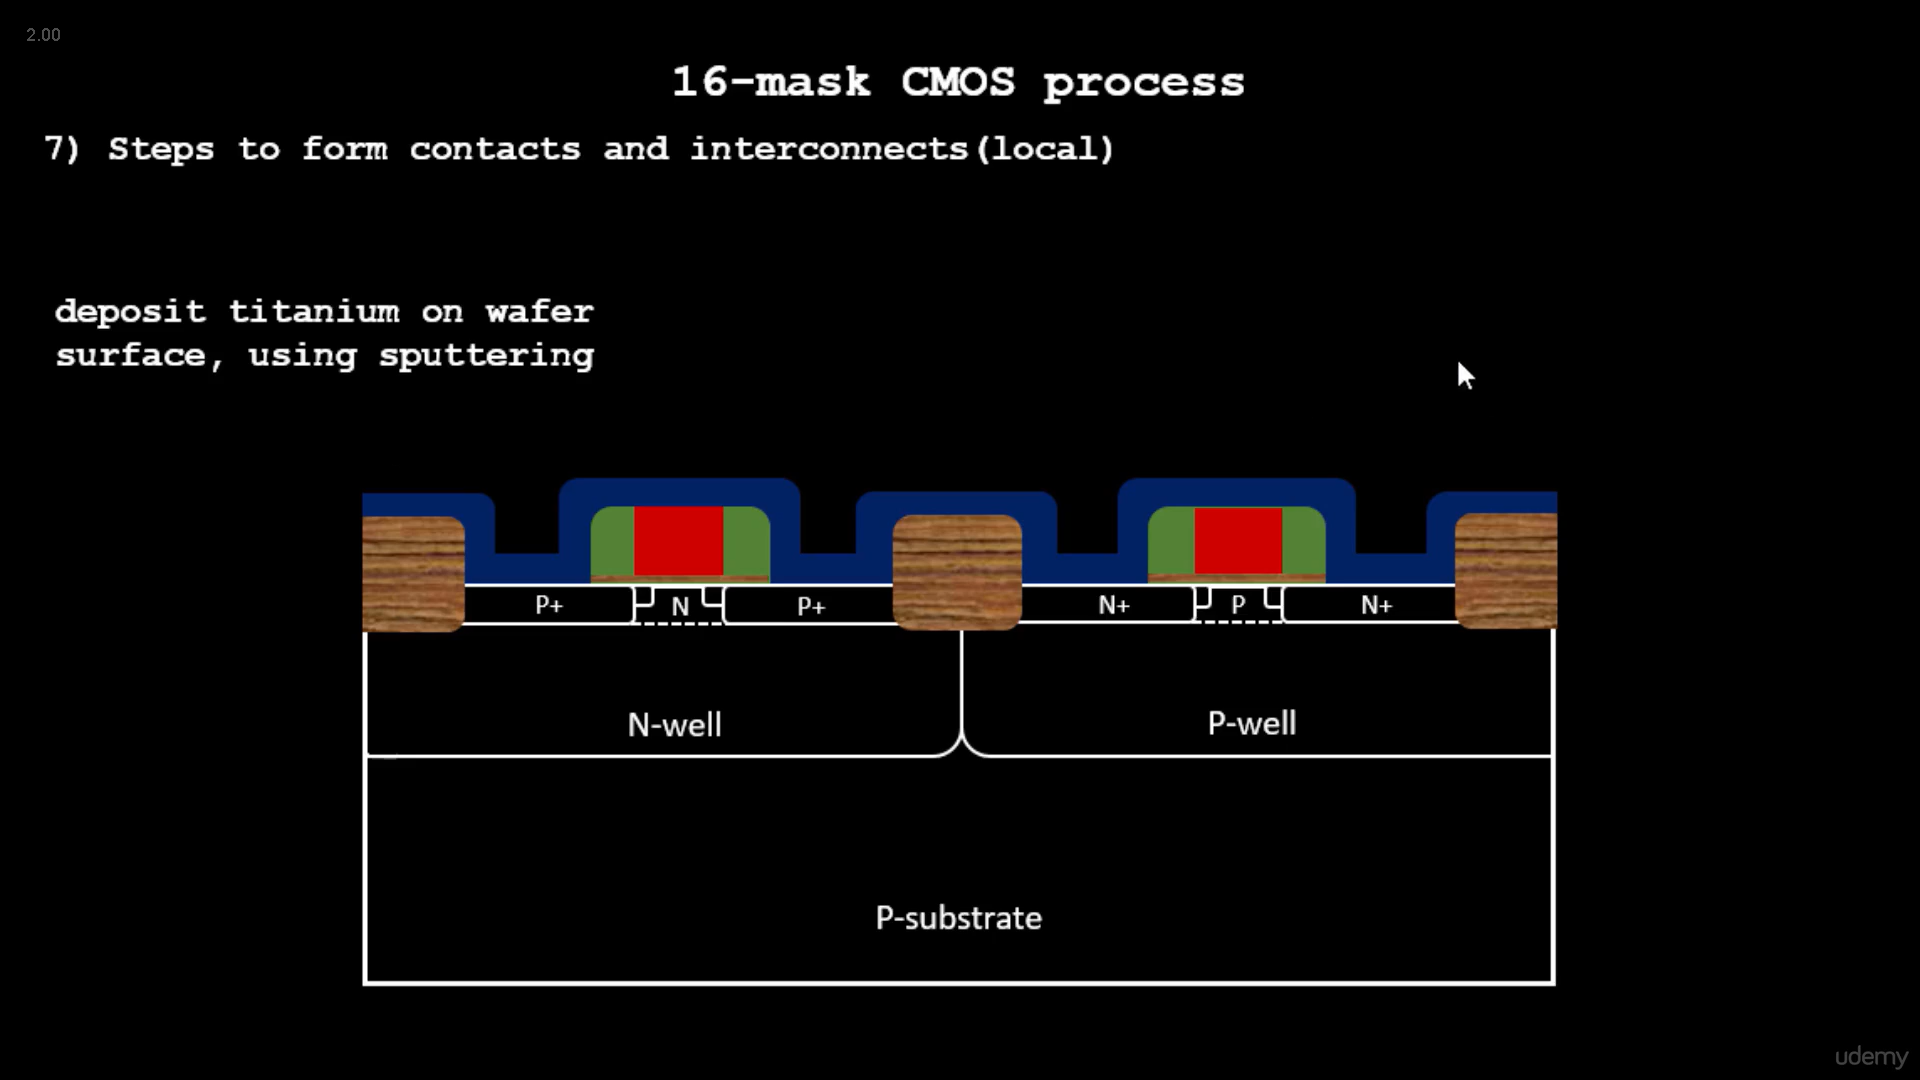 2.00
16-mask CMOS process
7) Steps to form contacts and interconnects(local)
deposit titanium on wafer
surface, using sputtering
P+ N P+ N+ P N+
N-well P-well
P-substrate
udemy